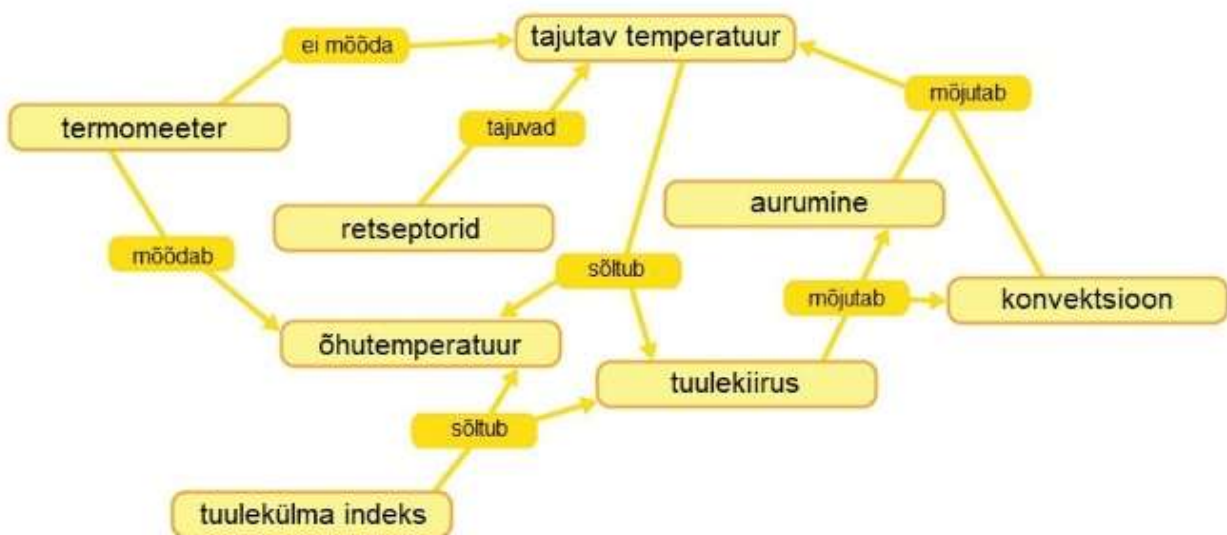 tajutav temperatuur
ei mõõda
mõjutab
termomeeter
tajuvad
aurumine
retseptorid
mõõdab
sõltub
mõjutab
konvektsioon
õhutemperatuur
tuulekiirus
sõltub
tuulekülma indeks